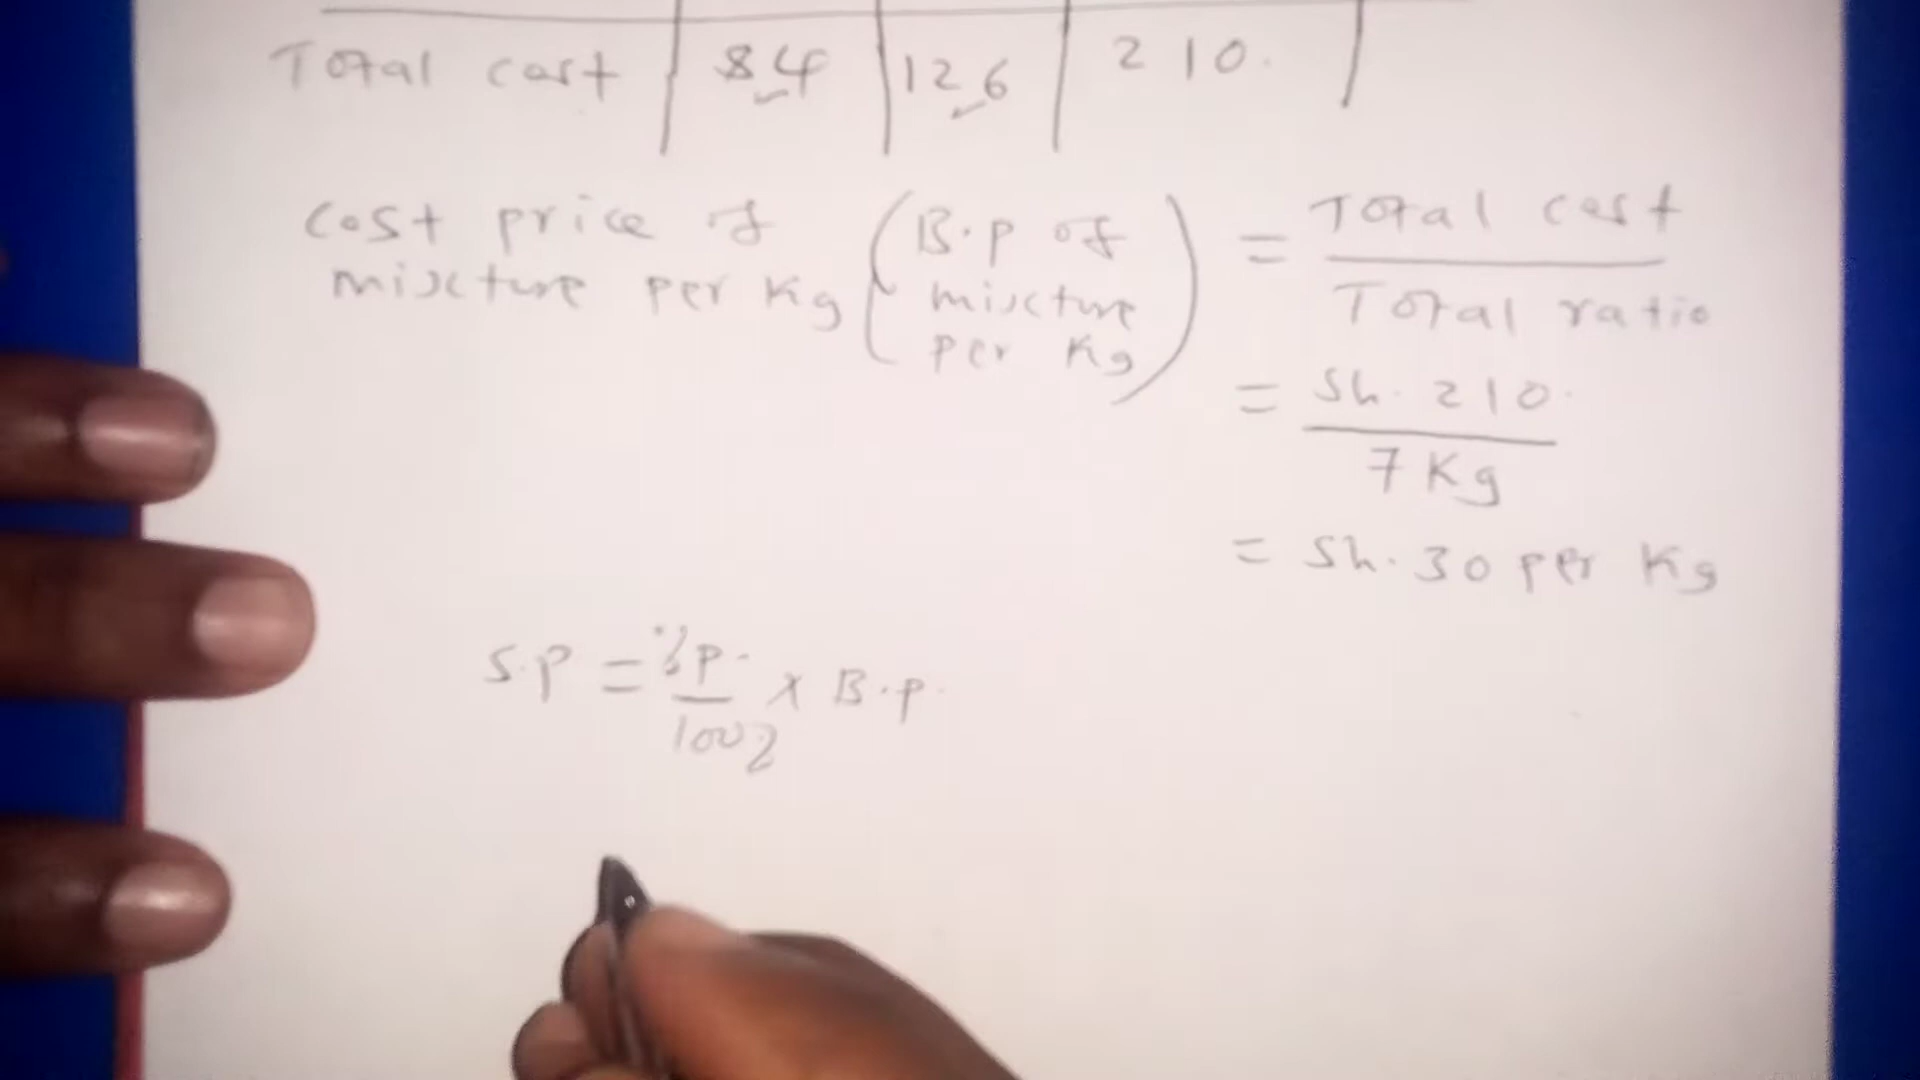 Total cost | 84 | 126 | 210.
Cost price of mixture per Kg (B.p of mixture per Kg) = Total cost / Total ratio
= Sh. 210. / 7 Kg
= Sh. 30 per Kg
S.p = %p. / 100% x B.p.